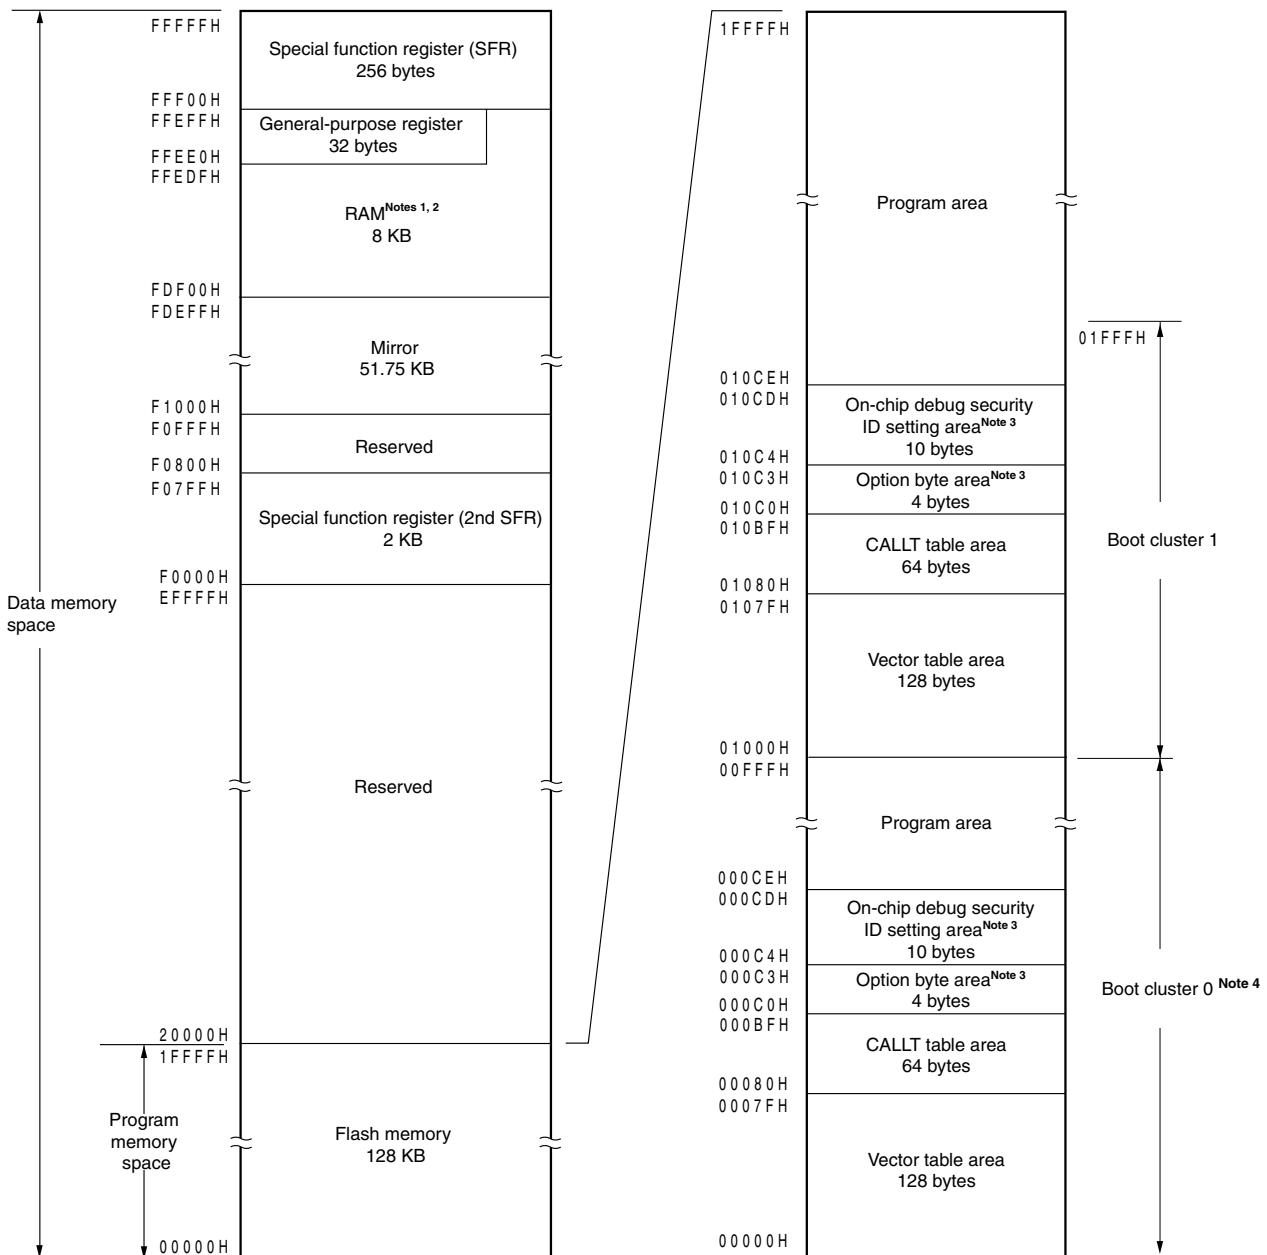 FFFFFH
Special function register (SFR)
256 bytes
FFF00H
FFEFFH
General-purpose register
32 bytes
FFEE0H
FFEDFH
RAMNotes 1, 2
8 KB
FDF00H
FDEFFH
Mirror
51.75 KB
F1000H
F0FFFH
Reserved
F0800H
F07FFH
Special function register (2nd SFR)
2 KB
F0000H
EFFFFH
Data memory
space
Reserved
20000H
1FFFFH
Program
memory
space
Flash memory
128 KB
00000H
1FFFFH
Program area
01FFFH
010CEH
010CDH
On-chip debug security
ID setting areaNote 3
10 bytes
010C4H
010C3H
Option byte areaNote 3
4 bytes
010C0H
010BFH
CALLT table area
64 bytes
Boot cluster 1
01080H
0107FH
Vector table area
128 bytes
01000H
00FFFH
Program area
000CEH
000CDH
On-chip debug security
ID setting areaNote 3
10 bytes
000C4H
000C3H
Option byte areaNote 3
4 bytes
Boot cluster 0 Note 4
000C0H
000BFH
CALLT table area
64 bytes
00080H
0007FH
Vector table area
128 bytes
00000H